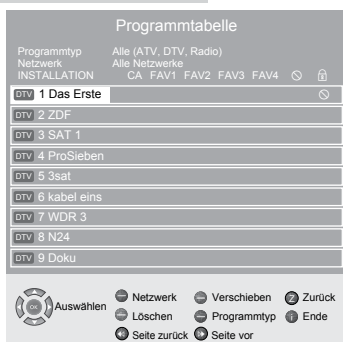 Programmtabelle
Programmtyp Alle (ATV, DTV, Radio)
Netzwerk Alle Netzwerke
INSTALLATION CA FAV1 FAV2 FAV3 FAV4
DTV 1 Das Erste
DTV 2 ZDF
DTV 3 SAT 1
DTV 4 ProSieben
DTV 5 3sat
DTV 6 kabel eins
DTV 7 WDR 3
DTV 8 N24
DTV 9 Doku
OK Auswählen Netzwerk Verschieben Z Zurück
Löschen Programmtyp i Ende
Seite zurück Seite vor